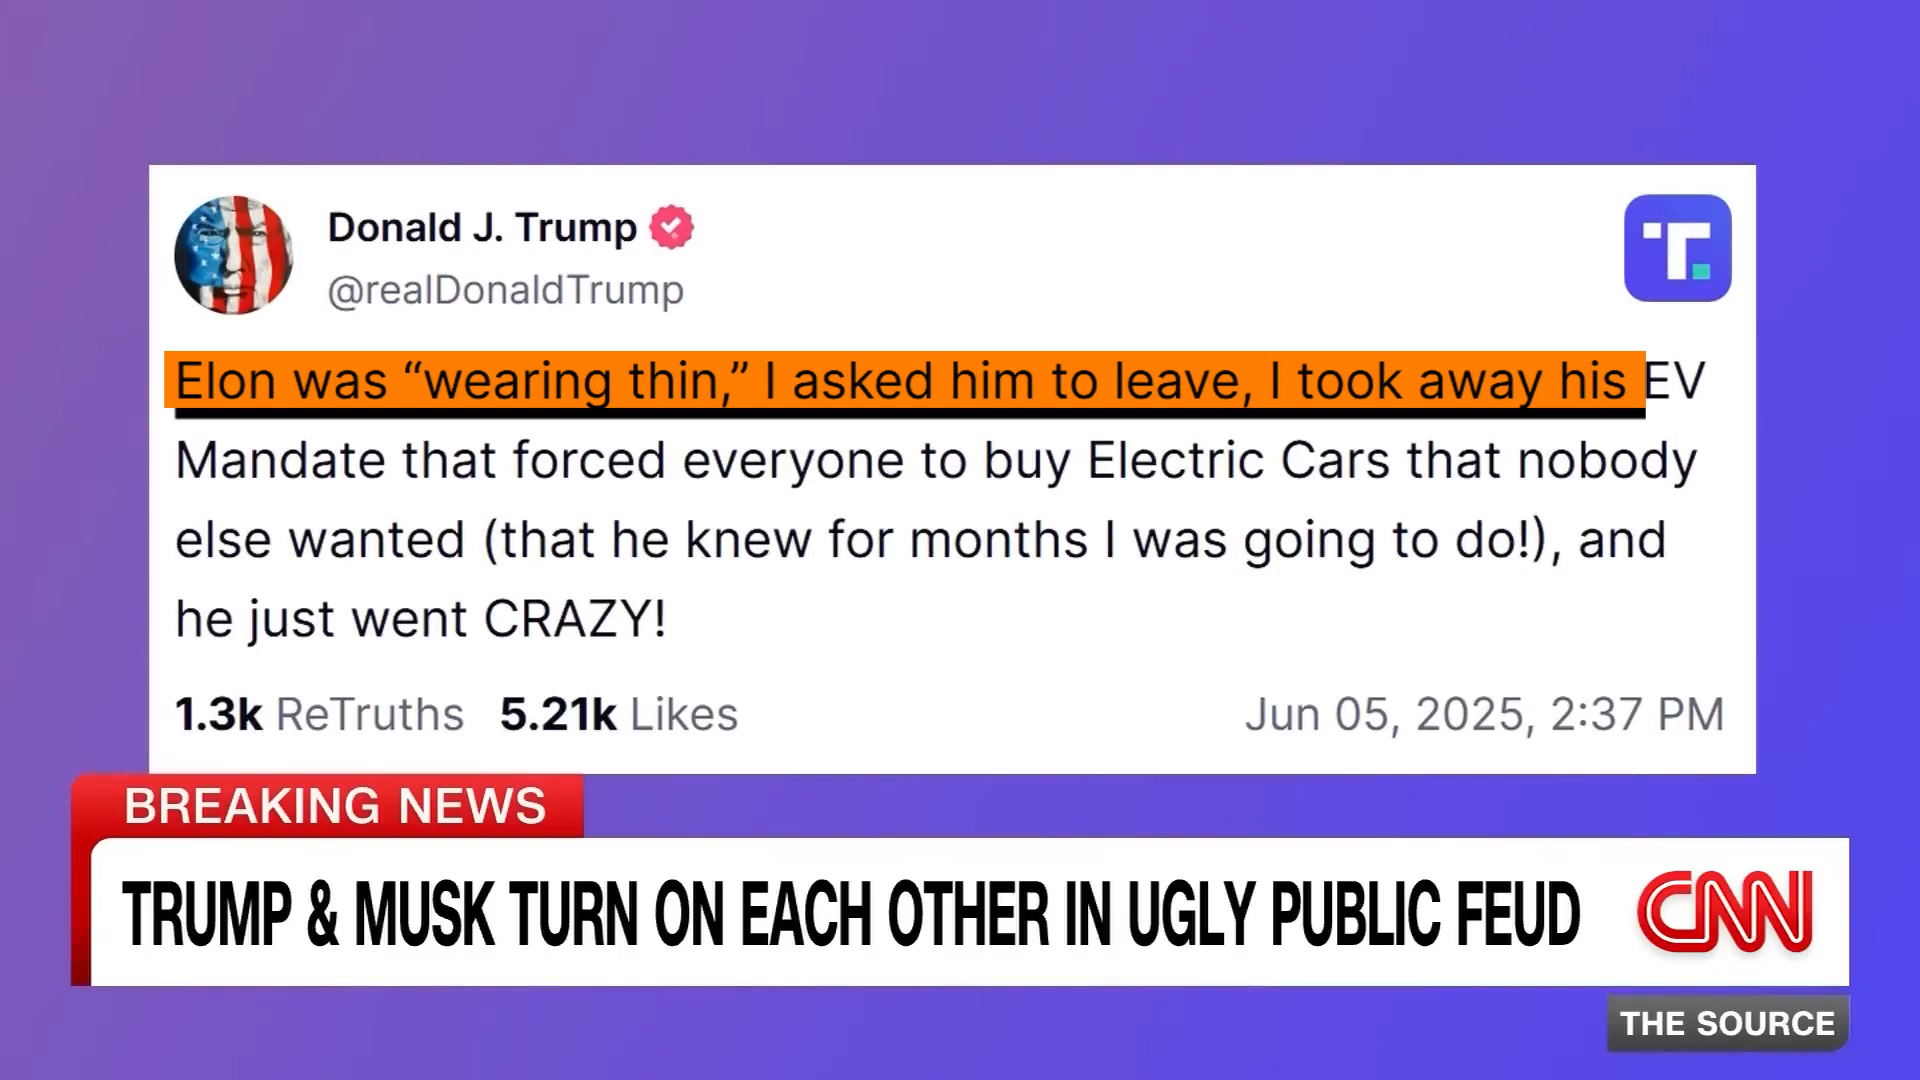 Donald J. Trump
@realDonaldTrump
T.
Elon was “wearing thin,” I asked him to leave, I took away his EV
Mandate that forced everyone to buy Electric Cars that nobody
else wanted (that he knew for months I was going to do!), and
he just went CRAZY!
1.3k ReTruths 5.21k Likes Jun 05, 2025, 2:37 PM
BREAKING NEWS
TRUMP & MUSK TURN ON EACH OTHER IN UGLY PUBLIC FEUD
CNN
THE SOURCE